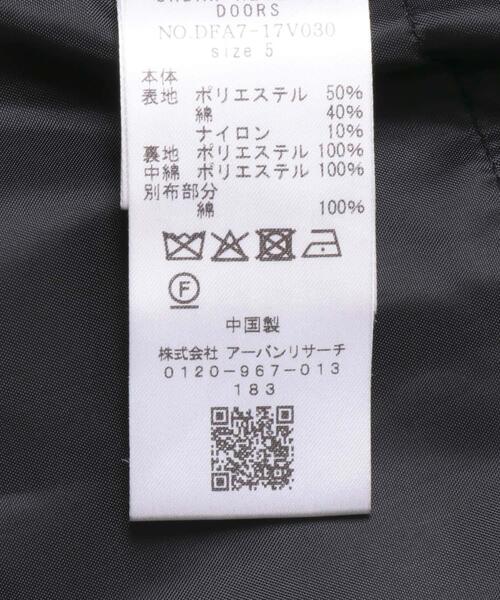 DOORS
NO.DFA7-17V030
size 5
本体
表地 ポリエステル 50%
綿 40%
ナイロン 10%
裏地 ポリエステル 100%
中綿 ポリエステル 100%
別布部分
綿 100%
F
中国製
株式会社 アーバンリサーチ
0120-967-013
183